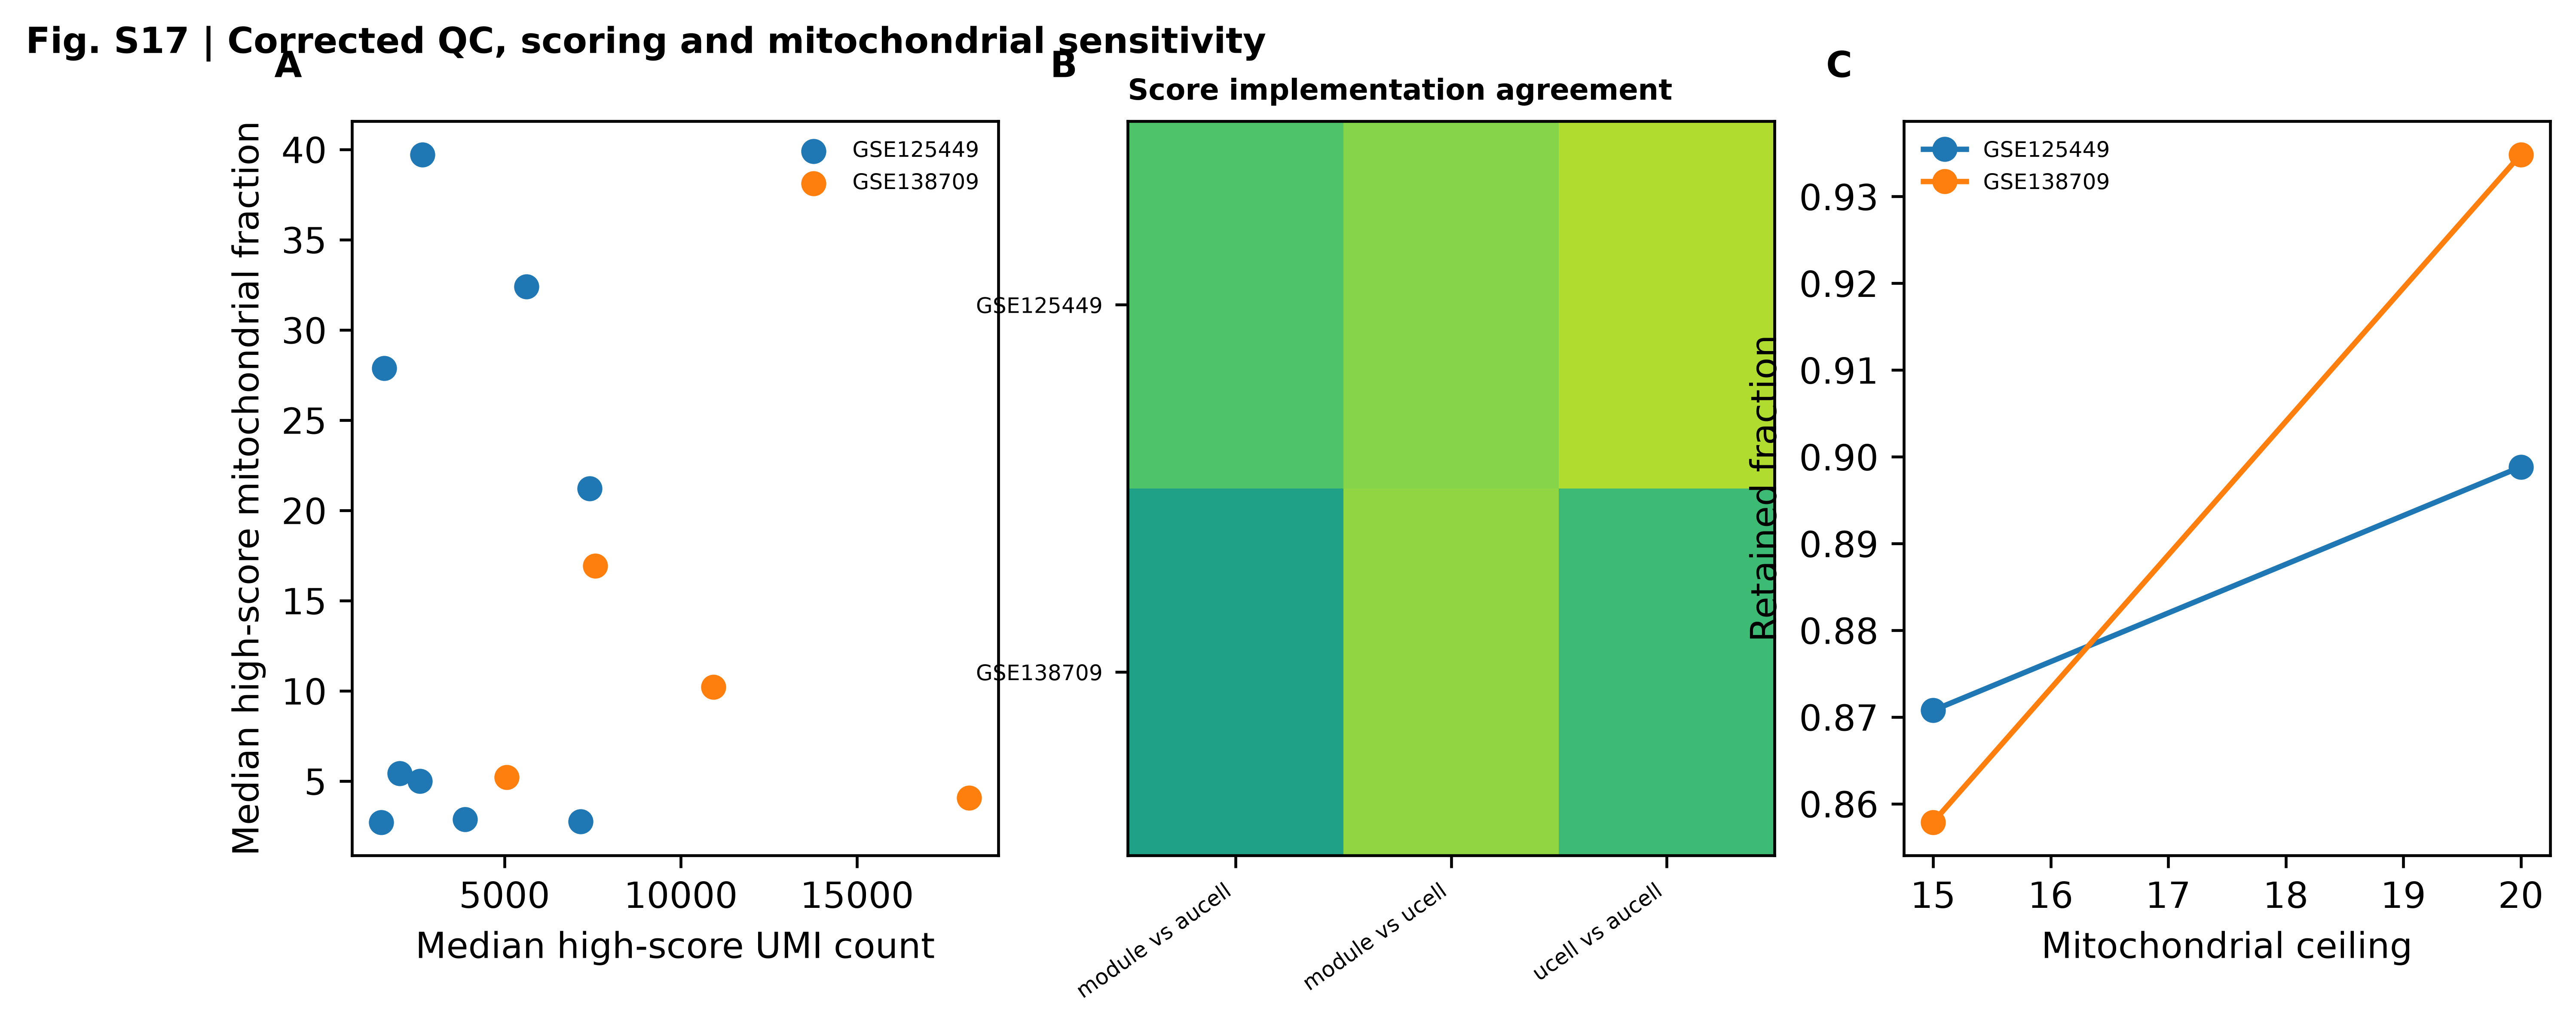 Fig. S17 | Corrected QC, scoring and mitochondrial sensitivity
A
Median high-score mitochondrial fraction
40
35
30
25
20
15
10
5
GSE125449
GSE138709
5000
10000
15000
Median high-score UMI count
B
Score implementation agreement
GSE125449
GSE138709
module vs aucell
module vs ucell
ucell vs aucell
C
Retained fraction
0.93
0.92
0.91
0.90
0.89
0.88
0.87
0.86
GSE125449
GSE138709
15
16
17
18
19
20
Mitochondrial ceiling